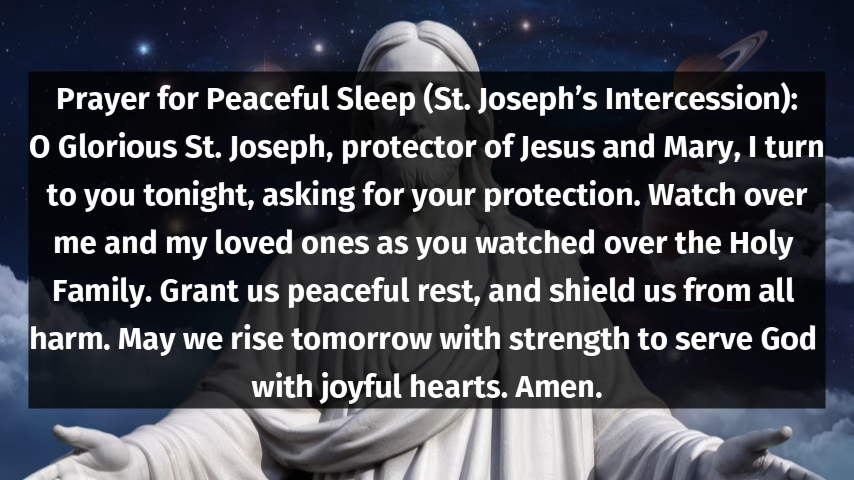 Prayer for Peaceful Sleep (St. Joseph’s Intercession):
O Glorious St. Joseph, protector of Jesus and Mary, I turn
to you tonight, asking for your protection. Watch over
me and my loved ones as you watched over the Holy
Family. Grant us peaceful rest, and shield us from all
harm. May we rise tomorrow with strength to serve God
with joyful hearts. Amen.